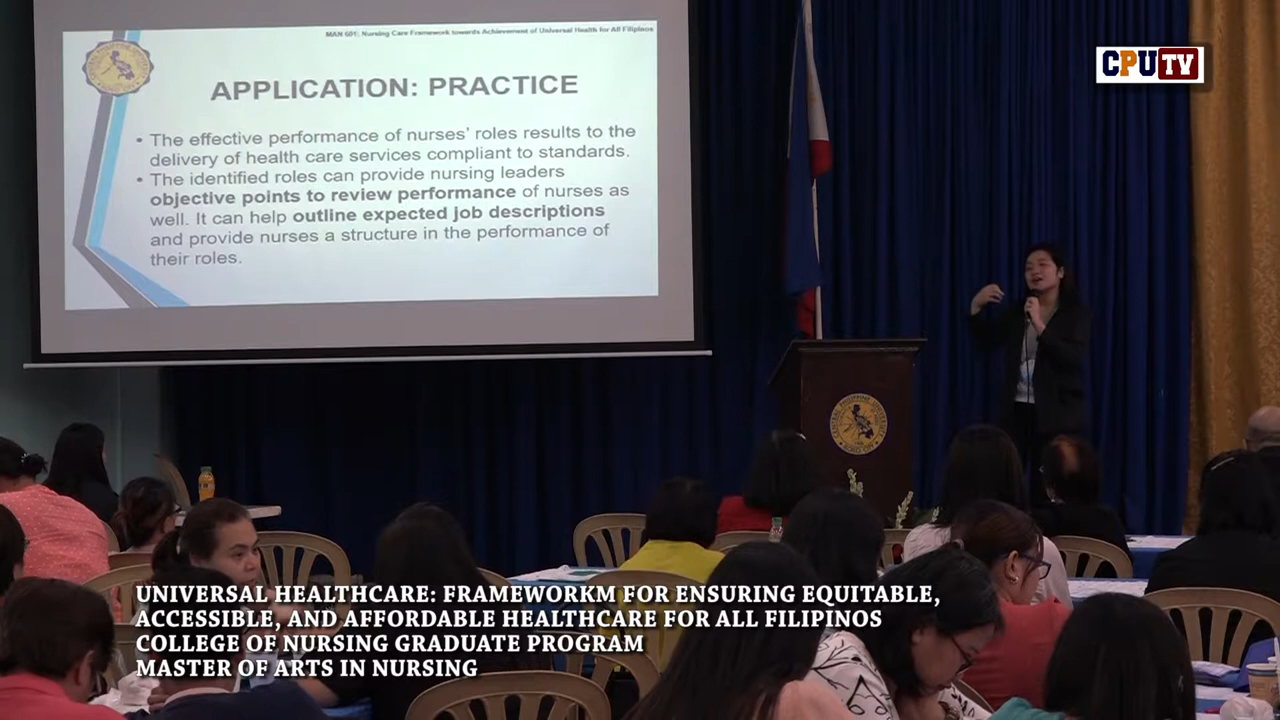 MAN 601: Nursing Care Framework towards Achievement of Universal Health for All Filipinos
CPUTV
APPLICATION: PRACTICE
• The effective performance of nurses' roles results to the
delivery of health care services compliant to standards.
• The identified roles can provide nursing leaders
objective points to review performance of nurses as
well. It can help outline expected job descriptions
and provide nurses a structure in the performance of
their roles.
UNIVERSAL HEALTHCARE: FRAMEWORKM FOR ENSURING EQUITABLE,
ACCESSIBLE, AND AFFORDABLE HEALTHCARE FOR ALL FILIPINOS
COLLEGE OF NURSING GRADUATE PROGRAM
MASTER OF ARTS IN NURSING